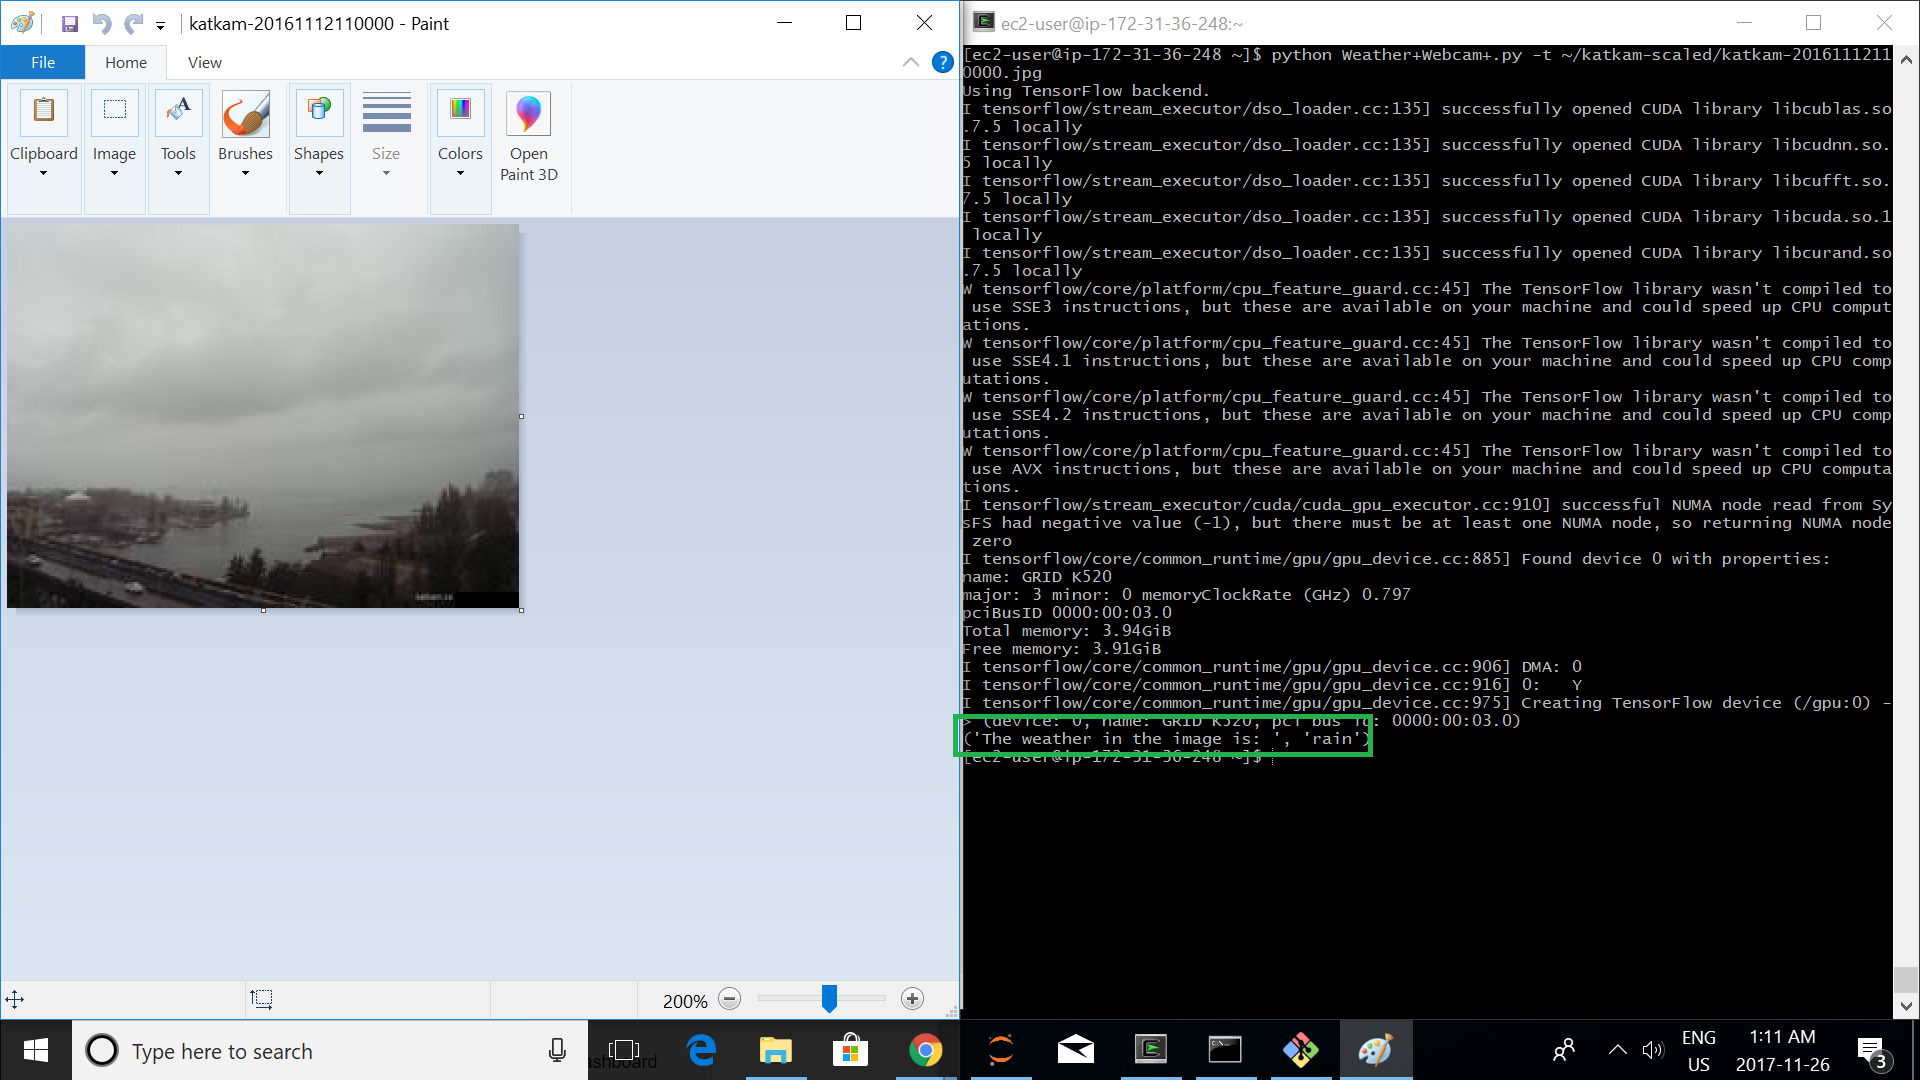 katkam-20161112110000 - Paint
File
Home
View
?
Clipboard
Image
Tools
Brushes
Shapes
Size
Colors
Open
Paint 3D
200%
ec2-user@ip-172-31-36-248:~
[ec2-user@ip-172-31-36-248 ~]$ python Weather+Webcam+.py -t ~/katkam-scaled/katkam-2016111211
0000.jpg
Using TensorFlow backend.
I tensorflow/stream_executor/dso_loader.cc:135] successfully opened CUDA library libcublas.so
.7.5 locally
I tensorflow/stream_executor/dso_loader.cc:135] successfully opened CUDA library libcudnn.so.
5 locally
I tensorflow/stream_executor/dso_loader.cc:135] successfully opened CUDA library libcufft.so.
7.5 locally
I tensorflow/stream_executor/dso_loader.cc:135] successfully opened CUDA library libcuda.so.1
locally
I tensorflow/stream_executor/dso_loader.cc:135] successfully opened CUDA library libcurand.so
.7.5 locally
W tensorflow/core/platform/cpu_feature_guard.cc:45] The TensorFlow library wasn't compiled to
use SSE3 instructions, but these are available on your machine and could speed up CPU comput
ations.
W tensorflow/core/platform/cpu_feature_guard.cc:45] The TensorFlow library wasn't compiled to
use SSE4.1 instructions, but these are available on your machine and could speed up CPU comp
utations.
W tensorflow/core/platform/cpu_feature_guard.cc:45] The TensorFlow library wasn't compiled to
use SSE4.2 instructions, but these are available on your machine and could speed up CPU comp
utations.
W tensorflow/core/platform/cpu_feature_guard.cc:45] The TensorFlow library wasn't compiled to
use AVX instructions, but these are available on your machine and could speed up CPU computa
tions.
I tensorflow/stream_executor/cuda/cuda_gpu_executor.cc:910] successful NUMA node read from Sy
sFS had negative value (-1), but there must be at least one NUMA node, so returning NUMA node
zero
I tensorflow/core/common_runtime/gpu/gpu_device.cc:885] Found device 0 with properties:
name: GRID K520
major: 3 minor: 0 memoryClockRate (GHz) 0.797
pciBusID 0000:00:03.0
Total memory: 3.94GiB
Free memory: 3.91GiB
I tensorflow/core/common_runtime/gpu/gpu_device.cc:906] DMA: 0
I tensorflow/core/common_runtime/gpu/gpu_device.cc:916] 0:   Y
I tensorflow/core/common_runtime/gpu/gpu_device.cc:975] Creating TensorFlow device (/gpu:0) -
> (device: 0, name: GRID K520, pci bus id: 0000:00:03.0)
('The weather in the image is: ', 'rain')
[ec2-user@ip-172-31-36-248 ~]$
Type here to search
ashboard
ENG
US
1:11 AM
2017-11-26
3